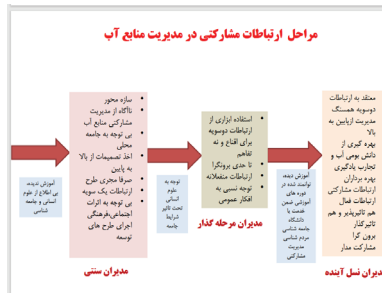 مراحل ارتباطات مشارکتی در مدیریت منابع آب
آموزش ندیده،
بی اطلاع از علوم
انسانی و جامعه
شناسی
• سازه محور
• ناآگاه از مدیریت
مشارکتی منابع آب
• بی توجه به جامعه
محلی
• اخذ تصمیمات از بالا
به پایین
• صرفا مجری طرح
• ارتباطات یک سویه
• بی توجه به اثرات
اجتماعی،فرهنگی
اجرای طرح های
توسعه
مدیران سنتی
توجه به
علوم
انسانی
تحت تاثیر
شرایط
جامعه
• استفاده ابزاری از
ارتباطات دوسویه
برای اقناع و نه
تفاهم
• تا حدی برونگرا
• ارتباطات منفعلانه
• توجه نسبی به
افکار عمومی
مدیران مرحله گذار
آموزش دیده،
توانمند شده در
دوره های
آموزشی ضمن
خدمت یا
دانشگاه
جامعه شناسی
مردم شناسی
مدیریت
مشارکتی
معتقد به ارتباطات
دوسویه همسنگ
مدیریت ازپایین به
بالا
بهره گیری از
دانش بومی آب و
تجارب یادگیری
بهره برداران
ارتباطات مشارکتی
ارتباطات فعال
هم تاثیرپذیر و هم
تاثیرگذار
برون گرا
مشارکت مدار
دیران نسل آینده